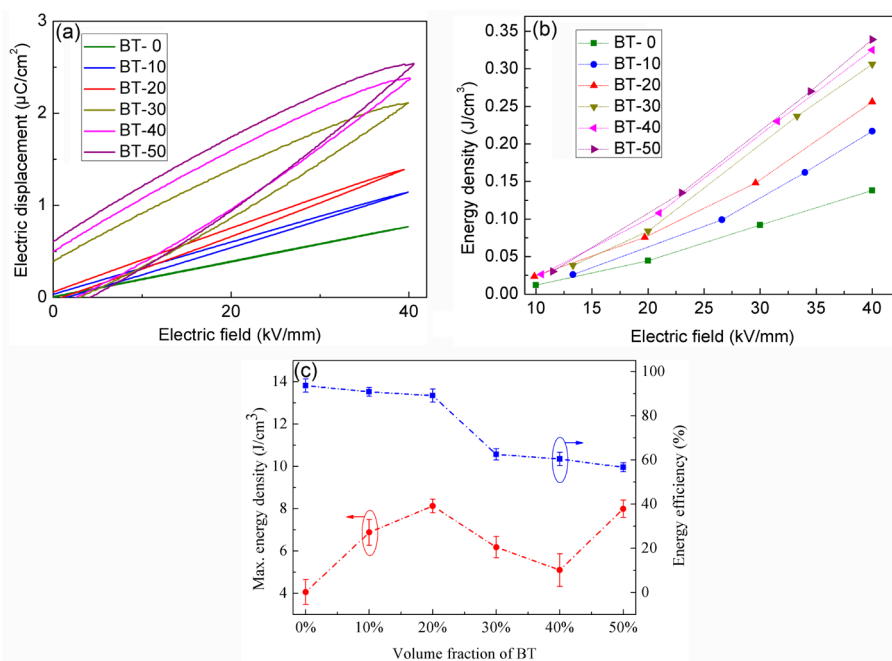 (a)
BT- 0
BT-10
BT-20
BT-30
BT-40
BT-50
3
2
1
0
0
20
40
Electric displacement (μC/cm²)
Electric field (kV/mm)
(b)
BT- 0
BT-10
BT-20
BT-30
BT-40
BT-50
0.35
0.30
0.25
0.20
0.15
0.10
0.05
0.00
10
15
20
25
30
35
40
Energy density (J/cm³)
Electric field (kV/mm)
(c)
14
12
10
8
6
4
Max. energy density (J/cm³)
100
80
60
40
20
0
Energy efficiency (%)
0%
10%
20%
30%
40%
50%
Volume fraction of BT